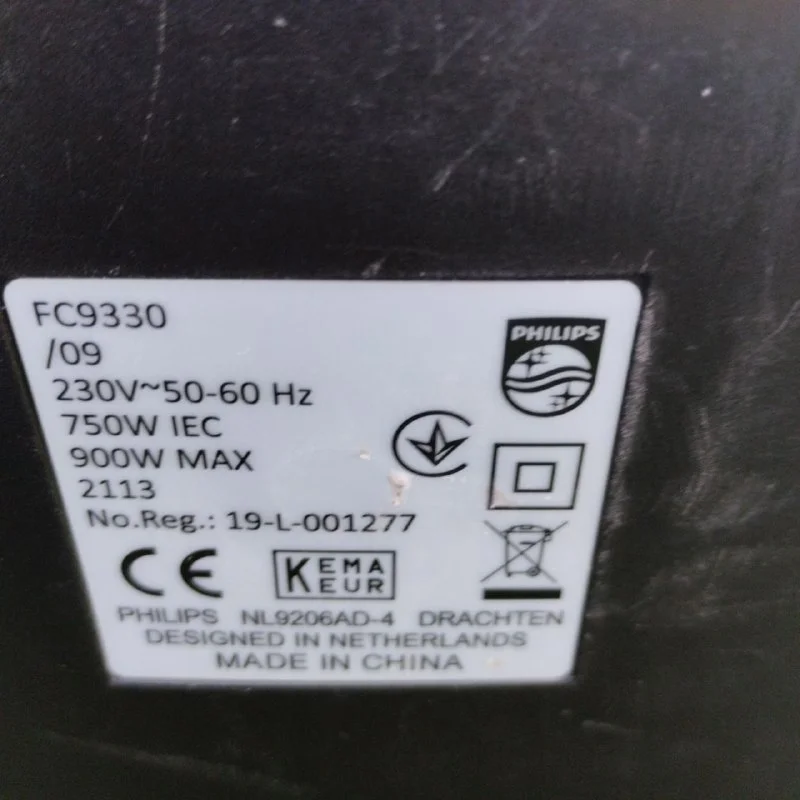 FC9330
/09
230V~50-60 Hz
750W IEC
900W MAX
2113
No.Reg.: 19-L-001277
PHILIPS
CE
KEMA
EUR
PHILIPS NL9206AD-4 DRACHTEN
DESIGNED IN NETHERLANDS
MADE IN CHINA